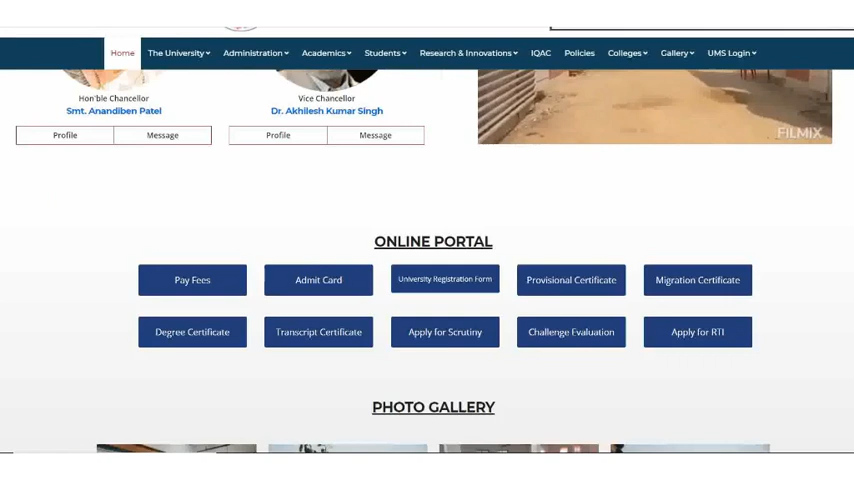 Home The University Administration Academics Students Research & Innovations IQAC Policies Colleges Gallery UMS Login
Hon'ble Chancellor
Smt. Anandiben Patel
Profile Message
Vice Chancellor
Dr. Akhilesh Kumar Singh
Profile Message
FILMIX
ONLINE PORTAL
Pay Fees Admit Card University Registration Form Provisional Certificate Migration Certificate
Degree Certificate Transcript Certificate Apply for Scrutiny Challenge Evaluation Apply for RTI
PHOTO GALLERY